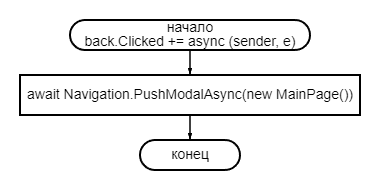 начало
back.Clicked += async (sender, e)
await Navigation.PushModalAsync(new MainPage())
конец